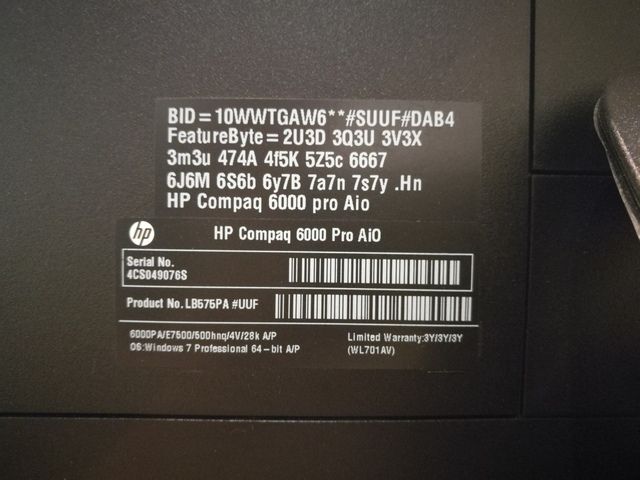 BID=10WWTGAW6**#SUUF#DAB4
FeatureByte=2U3D 3Q3U 3V3X
3m3u 474A 4f5K 5Z5c 6667
6J6M 6S6b 6y7B 7a7n 7s7y .Hn
HP Compaq 6000 pro Aio
hp HP Compaq 6000 Pro AiO
Serial No.
4CS049076S
Product No. LB575PA #UUF
6000PA/E7500/500hnq/4V/28k A/P
OS:Windows 7 Professional 64-bit A/P
Limited Warranty:3Y/3Y/3Y
(WL701AV)